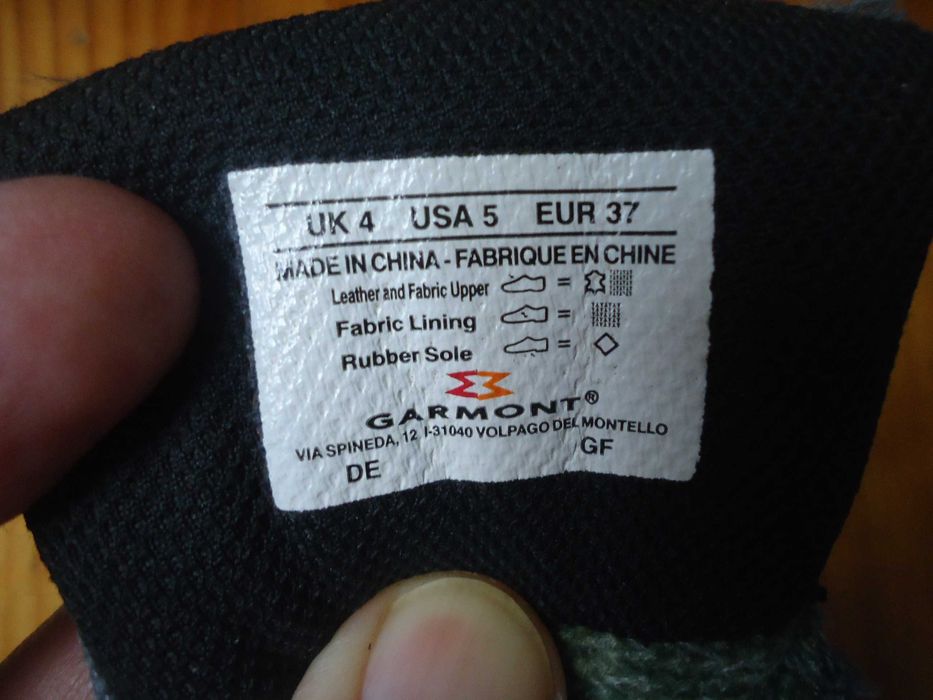 UK 4 USA 5 EUR 37
MADE IN CHINA - FABRIQUE EN CHINE
Leather and Fabric Upper =
Fabric Lining =
Rubber Sole =
GARMONT®
VIA SPINEDA, 12 I-31040 VOLPAGO DEL MONTELLO
DE GF